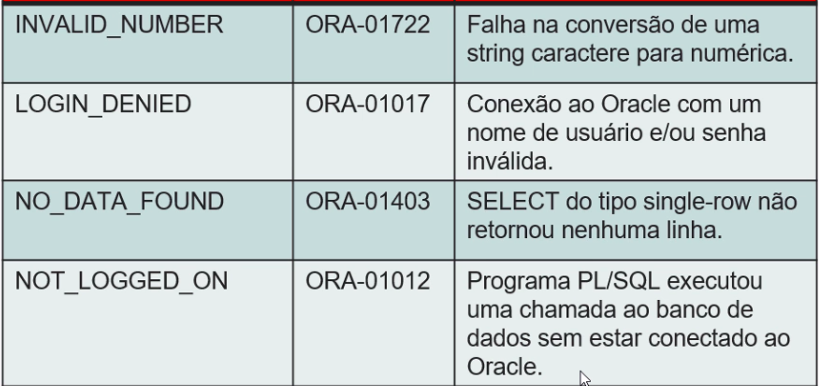 INVALID_NUMBER ORA-01722 Falha na conversão de uma
string caractere para numérica.
LOGIN_DENIED ORA-01017 Conexão ao Oracle com um
nome de usuário e/ou senha
inválida.
NO_DATA_FOUND ORA-01403 SELECT do tipo single-row não
retornou nenhuma linha.
NOT_LOGGED_ON ORA-01012 Programa PL/SQL executou
uma chamada ao banco de
dados sem estar conectado ao
Oracle.